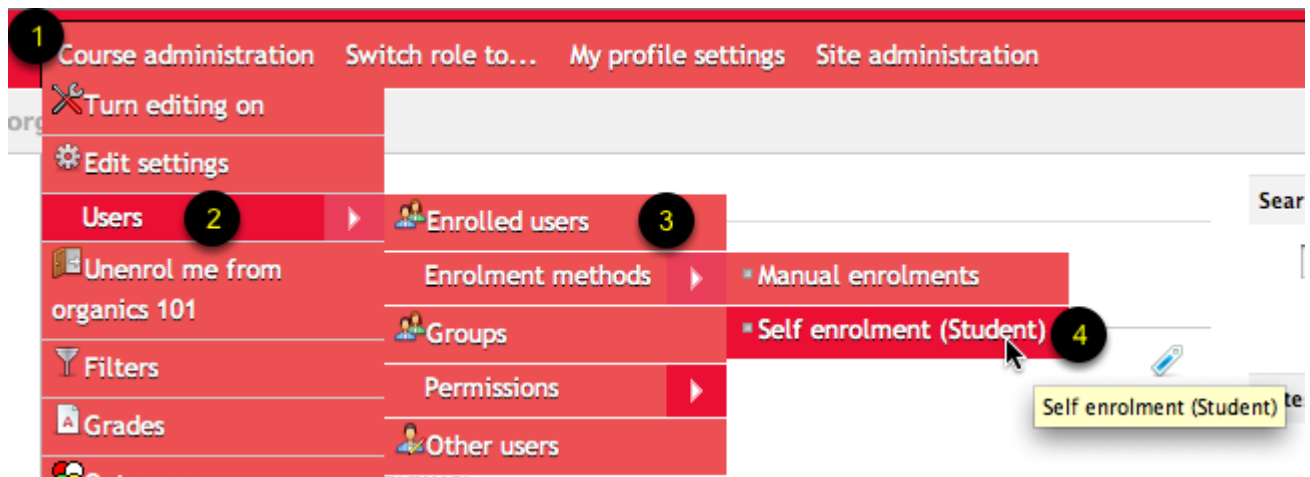 1
Course administration Switch role to... My profile settings Site administration
Turn editing on
org
Edit settings
Users 2
Enrolled users 3
Sear
Unenrol me from
organics 101
Enrolment methods
Manual enrolments
Groups
Self enrolment (Student) 4
Filters
Permissions
Self enrolment (Student)
Grades
Other users